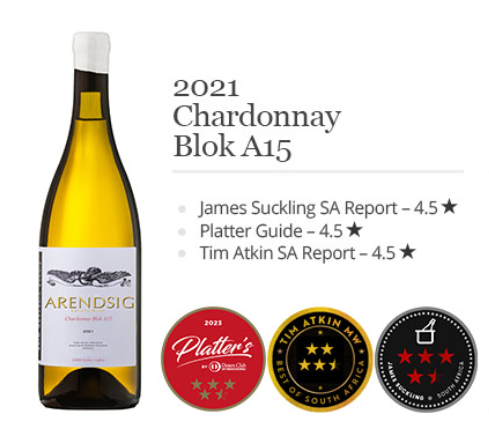 2021
Chardonnay
Blok A15
James Suckling SA Report – 4.5 ★
Platter Guide – 4.5 ★
Tim Atkin SA Report – 4.5 ★
ARENDSIG
Chardonnay Blok A15
2021
2023
Platter's
BY Diners Club
INTERNATIONAL
TIM ATKIN MW
BEST OF SOUTH AFRICA
JAMES SUCKLING
SOUTH AFRICA